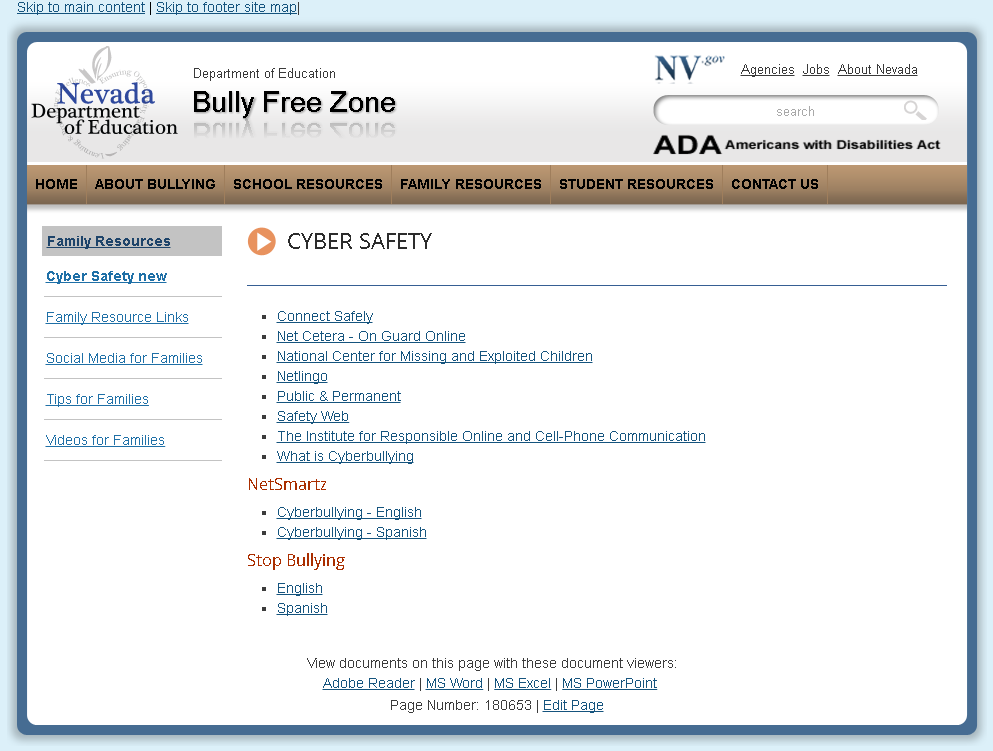 Skip to main content | Skip to footer site map|
Nevada
Department
of Education
Department of Education
Bully Free Zone
NV.gov
Agencies Jobs About Nevada
search
ADA Americans with Disabilities Act
HOME ABOUT BULLYING SCHOOL RESOURCES FAMILY RESOURCES STUDENT RESOURCES CONTACT US
Family Resources
Cyber Safety new
Family Resource Links
Social Media for Families
Tips for Families
Videos for Families
CYBER SAFETY
Connect Safely
Net Cetera - On Guard Online
National Center for Missing and Exploited Children
Netlingo
Public & Permanent
Safety Web
The Institute for Responsible Online and Cell-Phone Communication
What is Cyberbullying
NetSmartz
Cyberbullying - English
Cyberbullying - Spanish
Stop Bullying
English
Spanish
View documents on this page with these document viewers:
Adobe Reader | MS Word | MS Excel | MS PowerPoint
Page Number: 180653 | Edit Page